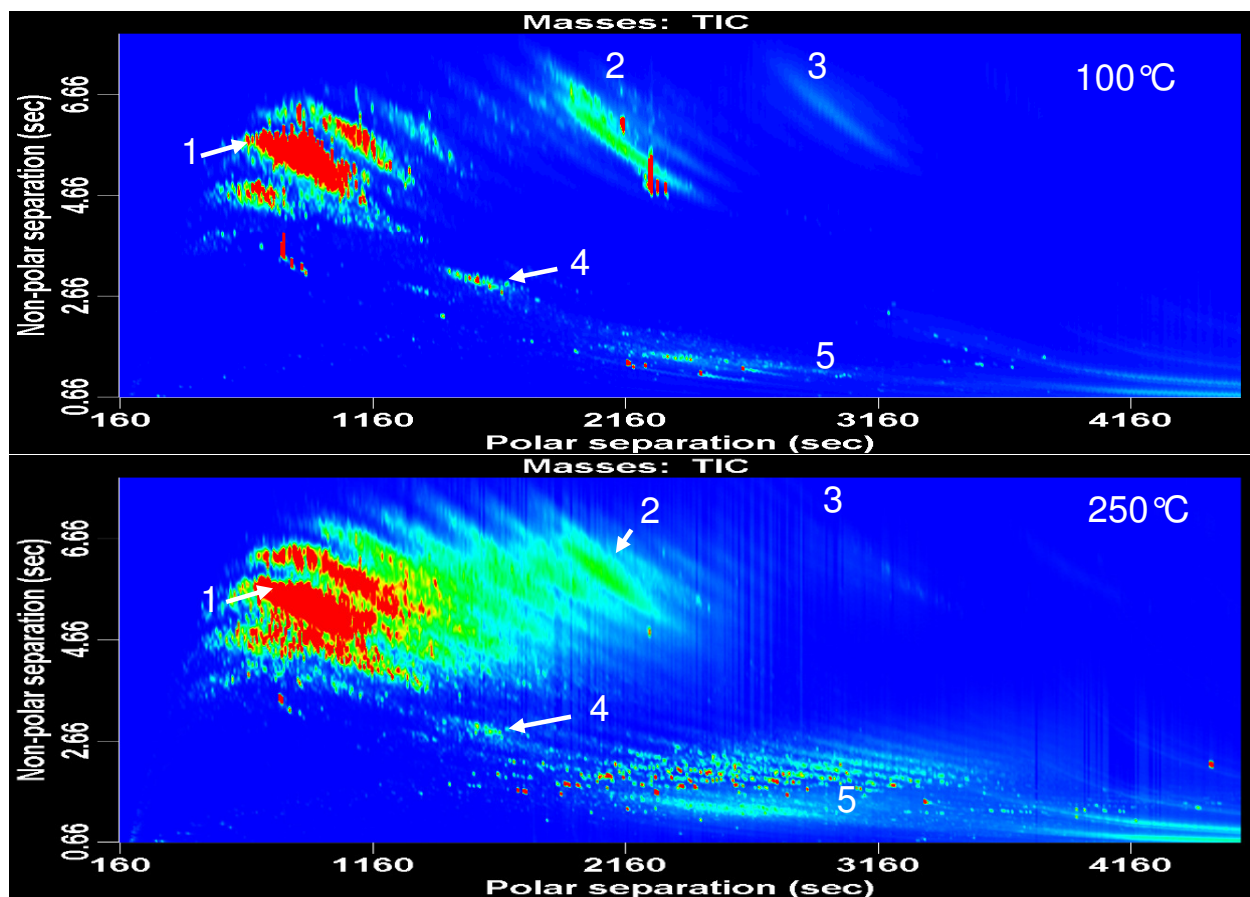 Masses: TIC
Non-polar separation (sec)
6.66
4.66
2.66
0.66
1
2
3
4
5
100°C
160 1160 2160 3160 4160
Polar separation (sec)
Masses: TIC
Non-polar separation (sec)
6.66
4.66
2.66
0.66
1
2
3
4
5
250°C
160 1160 2160 3160 4160
Polar separation (sec)